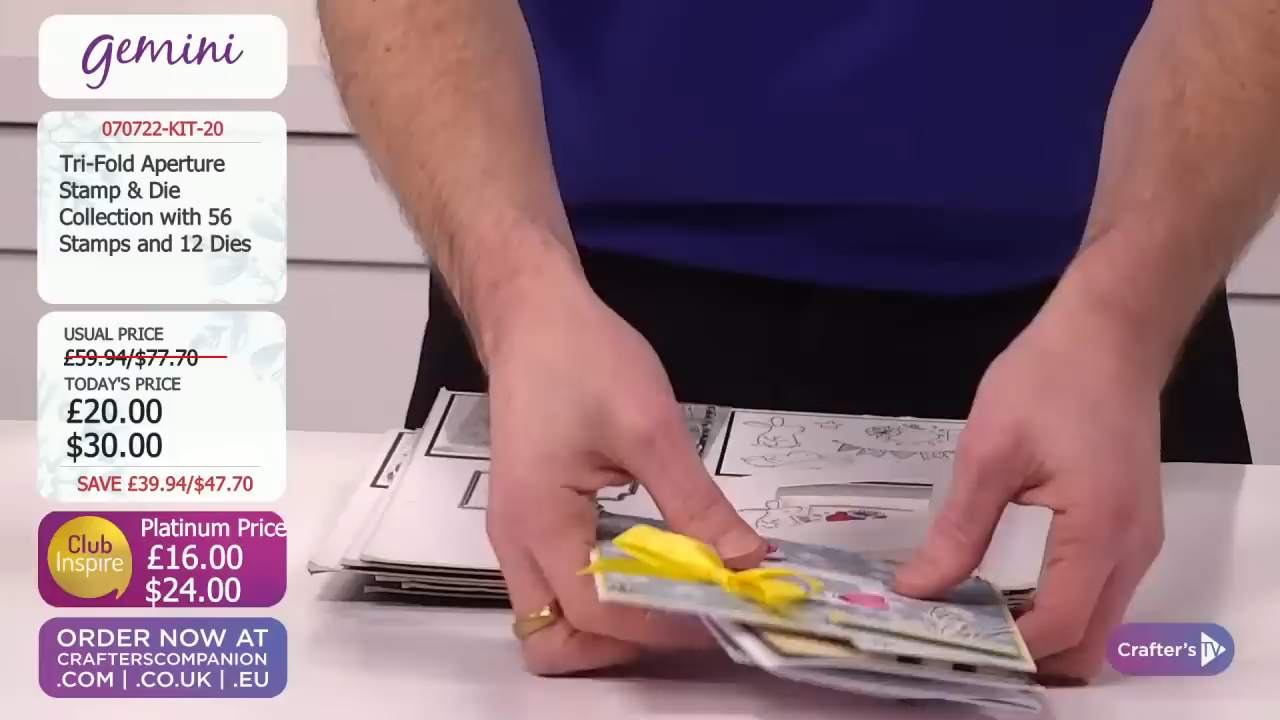 gemini
070722-KIT-20
Tri-Fold Aperture
Stamp & Die
Collection with 56
Stamps and 12 Dies
USUAL PRICE
£59.94/$77.70
TODAY'S PRICE
£20.00
$30.00
SAVE £39.94/$47.70
Club
Inspire
Platinum Price
£16.00
$24.00
ORDER NOW AT
CRAFTERSCOMPANION
.COM | .CO.UK | .EU
Crafter's TV